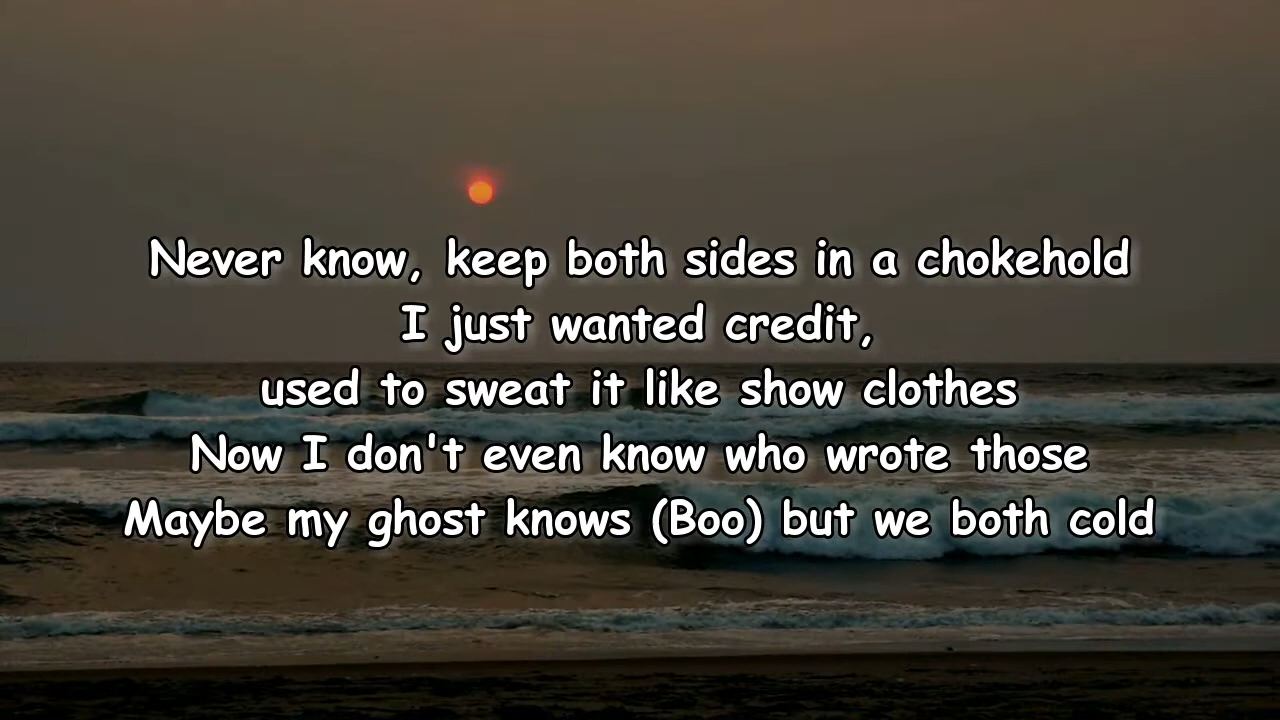 Never know, keep both sides in a chokehold
I just wanted credit,
used to sweat it like show clothes
Now I don't even know who wrote those
Maybe my ghost knows (Boo) but we both cold